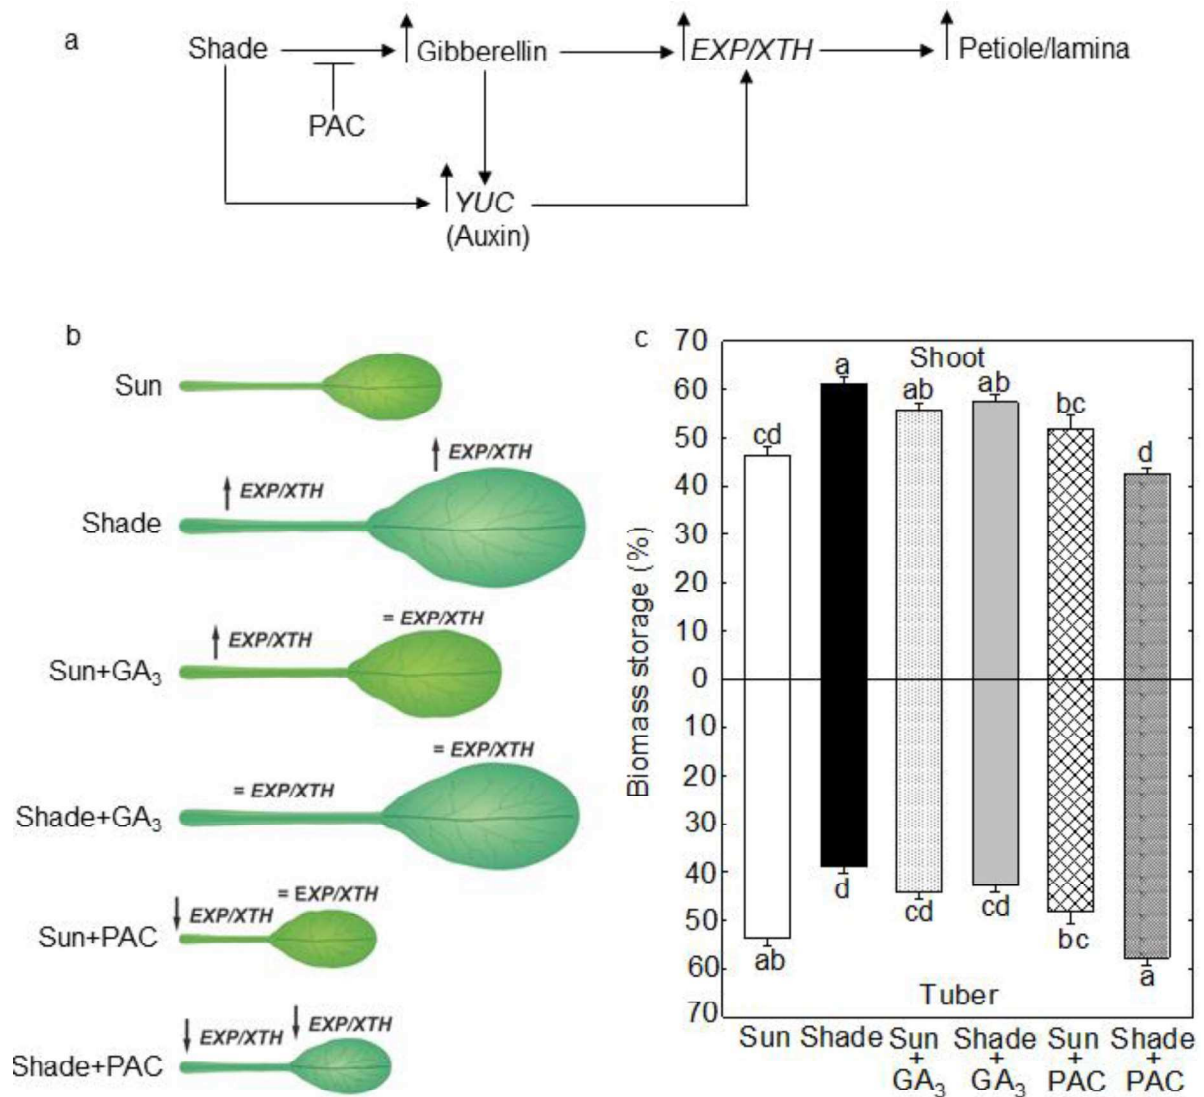 a
Shade
Gibberellin
EXP/XTH
Petiole/lamina
PAC
YUC
(Auxin)
b
Sun
EXP/XTH
EXP/XTH
Shade
= EXP/XTH
EXP/XTH
Sun+GA₃
= EXP/XTH
= EXP/XTH
Shade+GA₃
= EXP/XTH
EXP/XTH
Sun+PAC
EXP/XTH
EXP/XTH
Shade+PAC
c
Biomass storage (%)
70
60
50
40
30
20
10
0
10
20
30
40
50
60
70
Shoot
cd
a
ab
ab
bc
d
ab
d
cd
cd
bc
a
Tuber
Sun
Shade
Sun
+
GA₃
Shade
+
GA₃
Sun
+
PAC
Shade
+
PAC